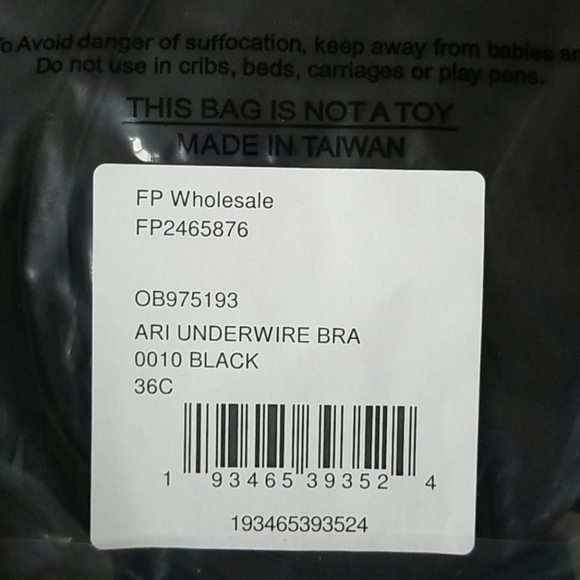 To Avoid danger of suffocation, keep away from babies
Do not use in cribs, beds, carriages or play pens.
THIS BAG IS NOT A TOY
MADE IN TAIWAN
FP Wholesale
FP2465876
OB975193
ARI UNDERWIRE BRA
0010 BLACK
36C
1 93465 39352 4
193465393524